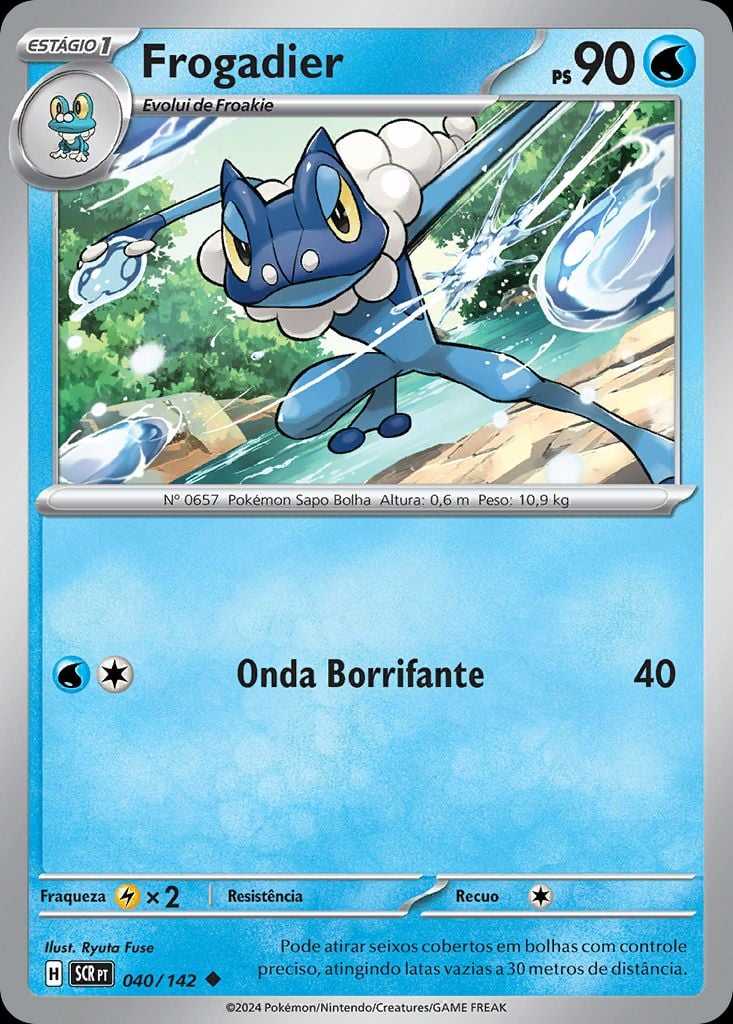 ESTÁGIO 1
Frogadier
PS 90
Evolui de Froakie
Nº 0657 Pokémon Sapo Bolha Altura: 0,6 m Peso: 10,9 kg
Onda Borrifante 40
Fraqueza × 2 Resistência Recuo
Ilust. Ryuta Fuse
Pode atirar seixos cobertos em bolhas com controle
preciso, atingindo latas vazias a 30 metros de distância.
H SCR PT 040/142
©2024 Pokémon/Nintendo/Creatures/GAME FREAK